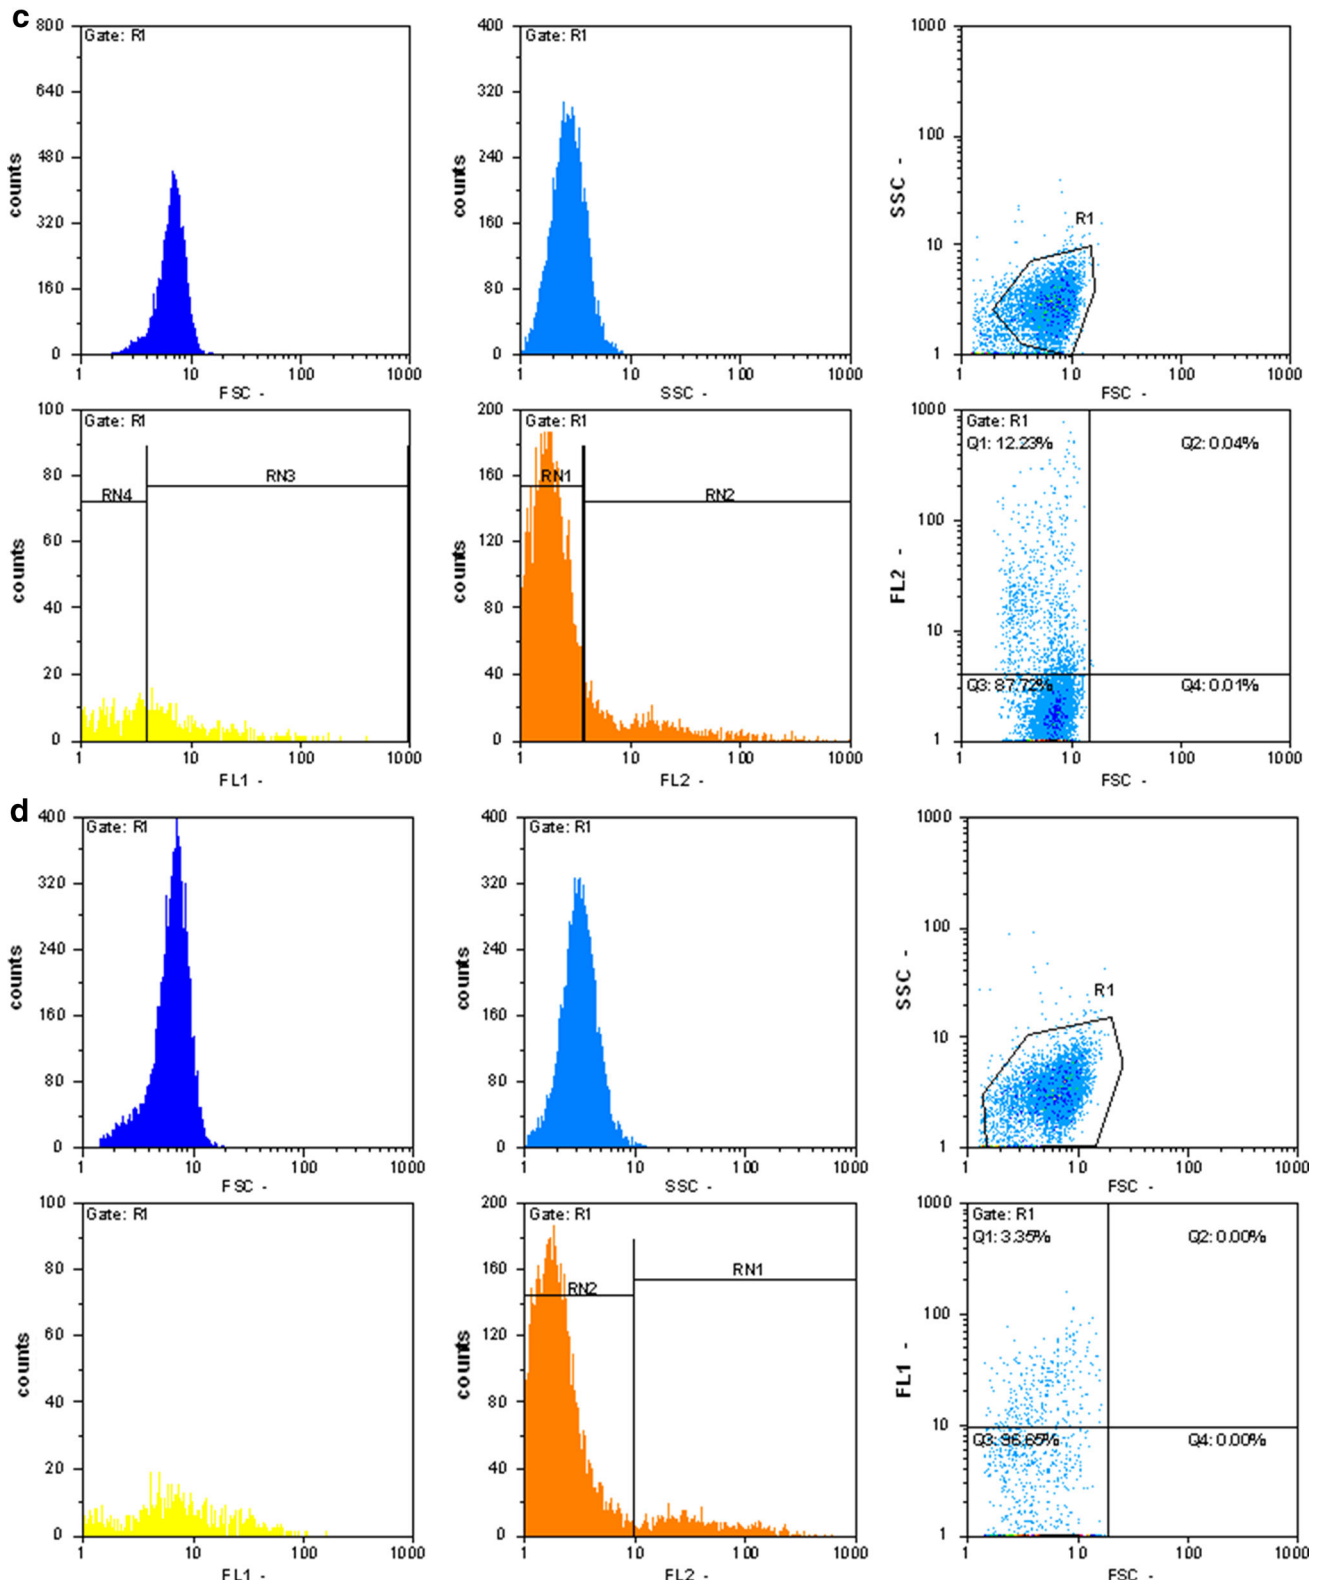 c
Gate: R1
800
640
480
320
160
0
counts
1 10 100 1000
FSC -
Gate: R1
400
320
240
160
80
0
counts
1 10 100 1000
SSC -
1000
100
10
1
SSC -
R1
1 10 100 1000
FSC -
Gate: R1
100
80
60
40
20
0
counts
RN4
RN3
1 10 100 1000
FL1 -
Gate: R1
200
160
120
80
40
0
counts
RN1
RN2
1 10 100 1000
FL2 -
Gate: R1
Q1: 12.23% Q2: 0.04%
Q3: 87.72% Q4: 0.01%
1000
100
10
1
FL2 -
1 10 100 1000
FSC -
d
Gate: R1
400
320
240
160
80
0
counts
1 10 100 1000
FSC -
Gate: R1
400
320
240
160
80
0
counts
1 10 100 1000
SSC -
1000
100
10
1
SSC -
R1
1 10 100 1000
FSC -
Gate: R1
100
80
60
40
20
0
counts
1 10 100 1000
FL1 -
Gate: R1
200
160
120
80
40
0
counts
RN2
RN1
1 10 100 1000
FL2 -
Gate: R1
Q1: 3.35% Q2: 0.00%
Q3: 96.65% Q4: 0.00%
1000
100
10
1
FL1 -
1 10 100 1000
FSC -